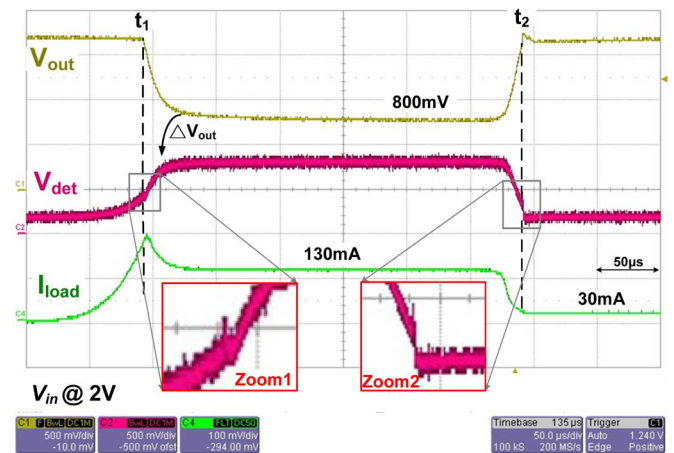 t1 t2
Vout
800mV
△Vout
C1
Vdet
C2
130mA
50µs
Iload
30mA
C4
Zoom1 Zoom2
Vin @ 2V
C1 F BwL DC1M C2 BwL DC1M C4 FLT DC50 Timebase 135 µs Trigger C1
500 mV/div 500 mV/div 100 mV/div 50.0 µs/div Auto 1.240 V
-10.0 mV -500 mV ofst -294.00 mV 100 kS 200 MS/s Edge Positive